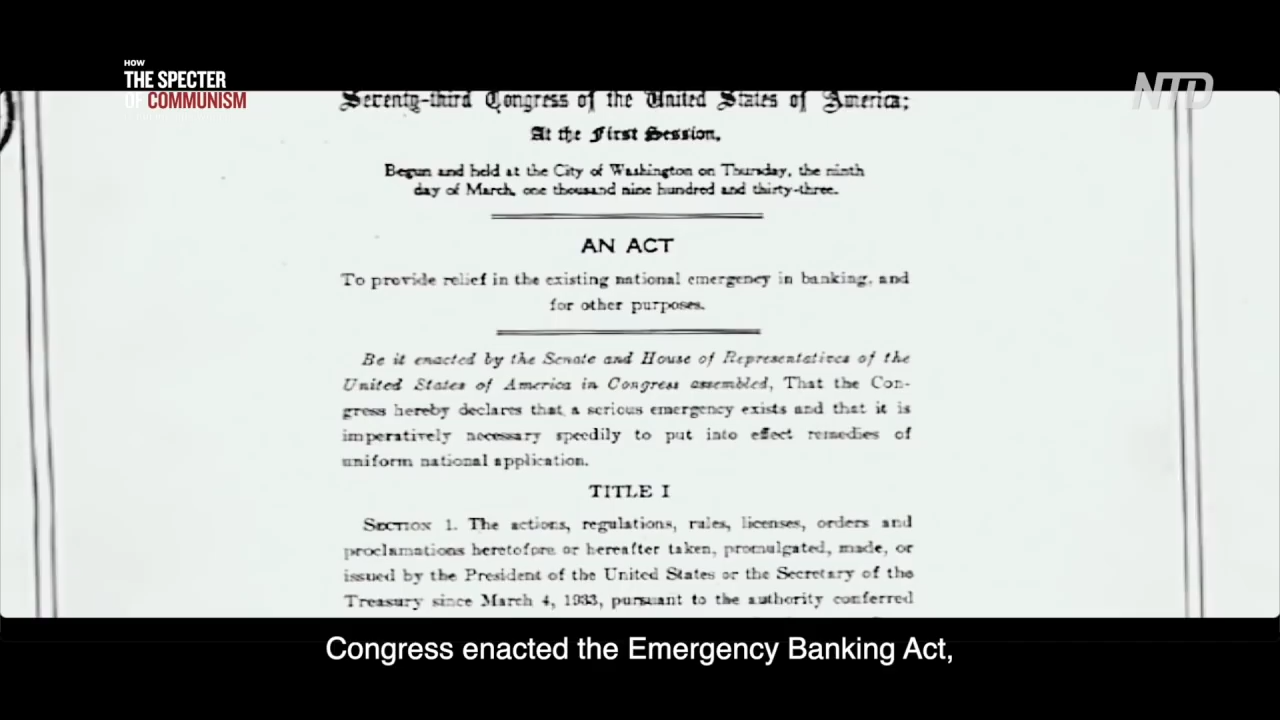 HOW
THE SPECTER
OF COMMUNISM
NTD
Seventy-third Congress of the United States of America;
At the First Session,
Begun and held at the City of Washington on Thursday, the ninth
day of March, one thousand nine hundred and thirty-three.
AN ACT
To provide relief in the existing national emergency in banking, and
for other purposes.
Be it enacted by the Senate and House of Representatives of the
United States of America in Congress assembled, That the Con-
gress hereby declares that a serious emergency exists and that it is
imperatively necessary speedily to put into effect remedies of
uniform national application.
TITLE I
SECTION 1. The actions, regulations, rules, licenses, orders and
proclamations heretofore or hereafter taken, promulgated, made, or
issued by the President of the United States or the Secretary of the
Treasury since March 4, 1933, pursuant to the authority conferred
Congress enacted the Emergency Banking Act,